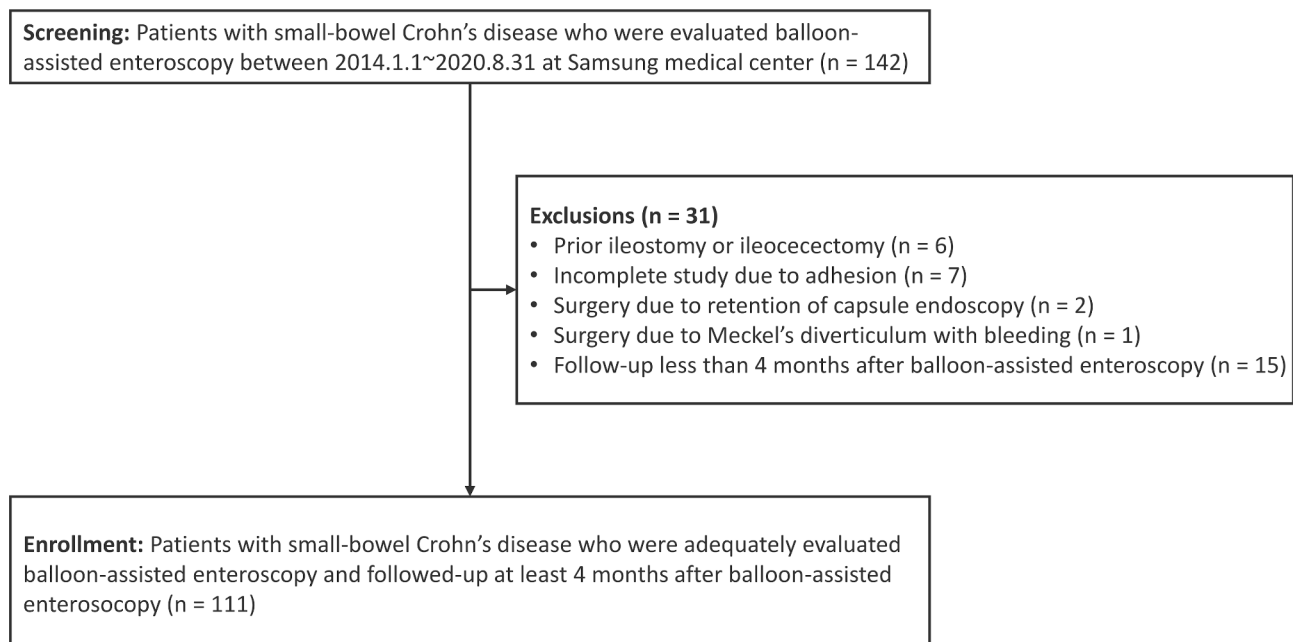 Screening: Patients with small-bowel Crohn’s disease who were evaluated balloon-
assisted enteroscopy between 2014.1.1~2020.8.31 at Samsung medical center (n = 142)
Exclusions (n = 31)
• Prior ileostomy or ileocecectomy (n = 6)
• Incomplete study due to adhesion (n = 7)
• Surgery due to retention of capsule endoscopy (n = 2)
• Surgery due to Meckel’s diverticulum with bleeding (n = 1)
• Follow-up less than 4 months after balloon-assisted enteroscopy (n = 15)
Enrollment: Patients with small-bowel Crohn’s disease who were adequately evaluated
balloon-assisted enteroscopy and followed-up at least 4 months after balloon-assisted
enterosocopy (n = 111)